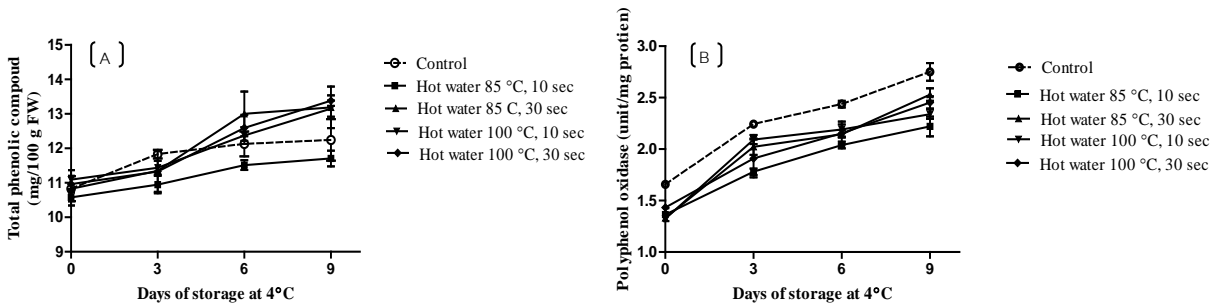 [A]
Total phenolic compoud
(mg/100 g FW)
15
14
13
12
11
10
9
0 3 6 9
Days of storage at 4°C
Control
Hot water 85 °C, 10 sec
Hot water 85 C, 30 sec
Hot water 100 °C, 10 sec
Hot water 100 °C, 30 sec
[B]
Polyphenol oxidase (unit/mg protien)
3.0
2.5
2.0
1.5
1.0
0 3 6 9
Days of storage at 4°C
Control
Hot water 85 °C, 10 sec
Hot water 85 °C, 30 sec
Hot water 100 °C, 10 sec
Hot water 100 °C, 30 sec